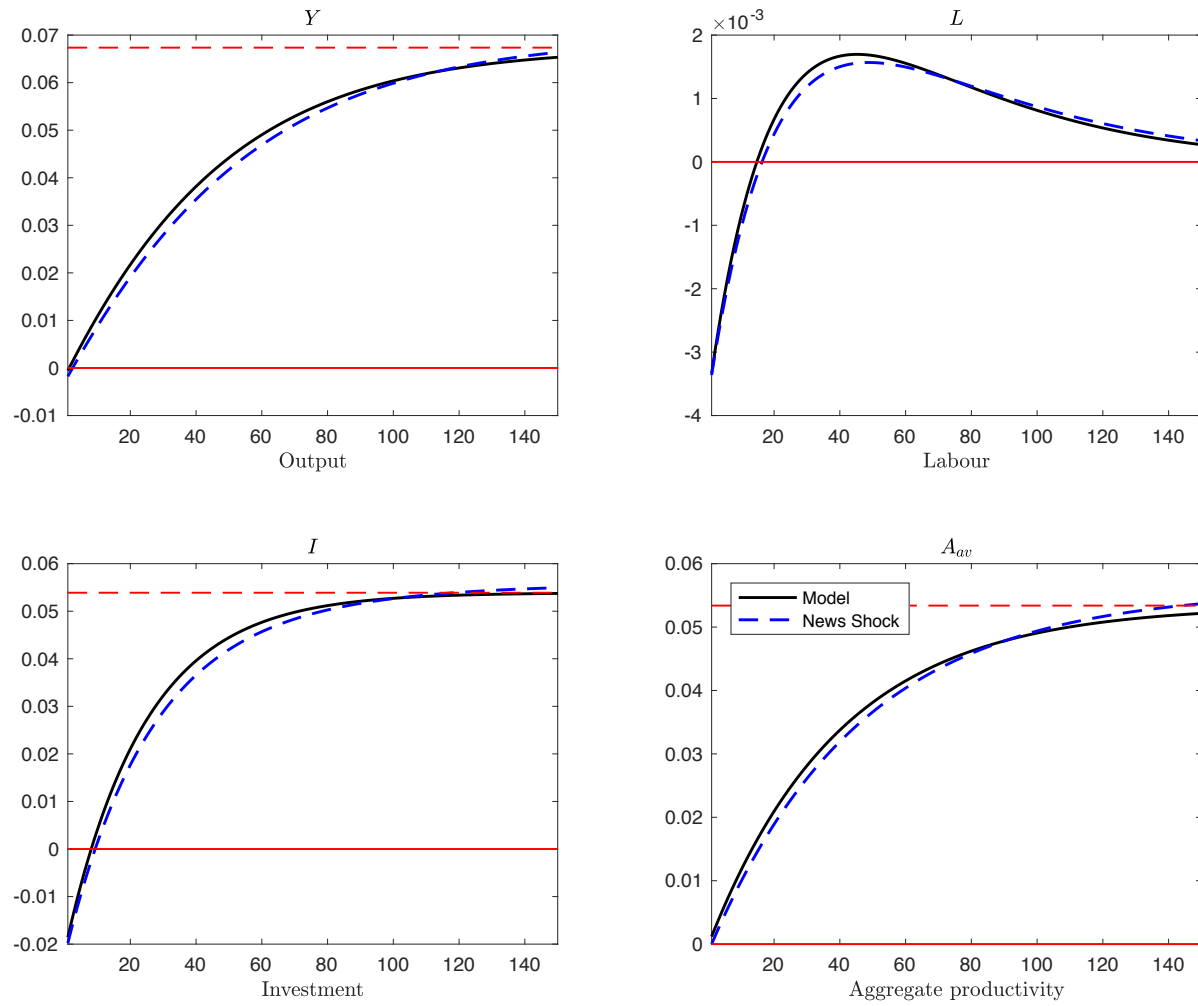 Y
0.07
0.06
0.05
0.04
0.03
0.02
0.01
0
-0.01
20 40 60 80 100 120 140
Output
L
×10⁻³
2
1
0
-1
-2
-3
-4
20 40 60 80 100 120 140
Labour
I
0.06
0.05
0.04
0.03
0.02
0.01
0
-0.01
-0.02
20 40 60 80 100 120 140
Investment
A_av
0.06
0.05
0.04
0.03
0.02
0.01
0
Model
News Shock
20 40 60 80 100 120 140
Aggregate productivity